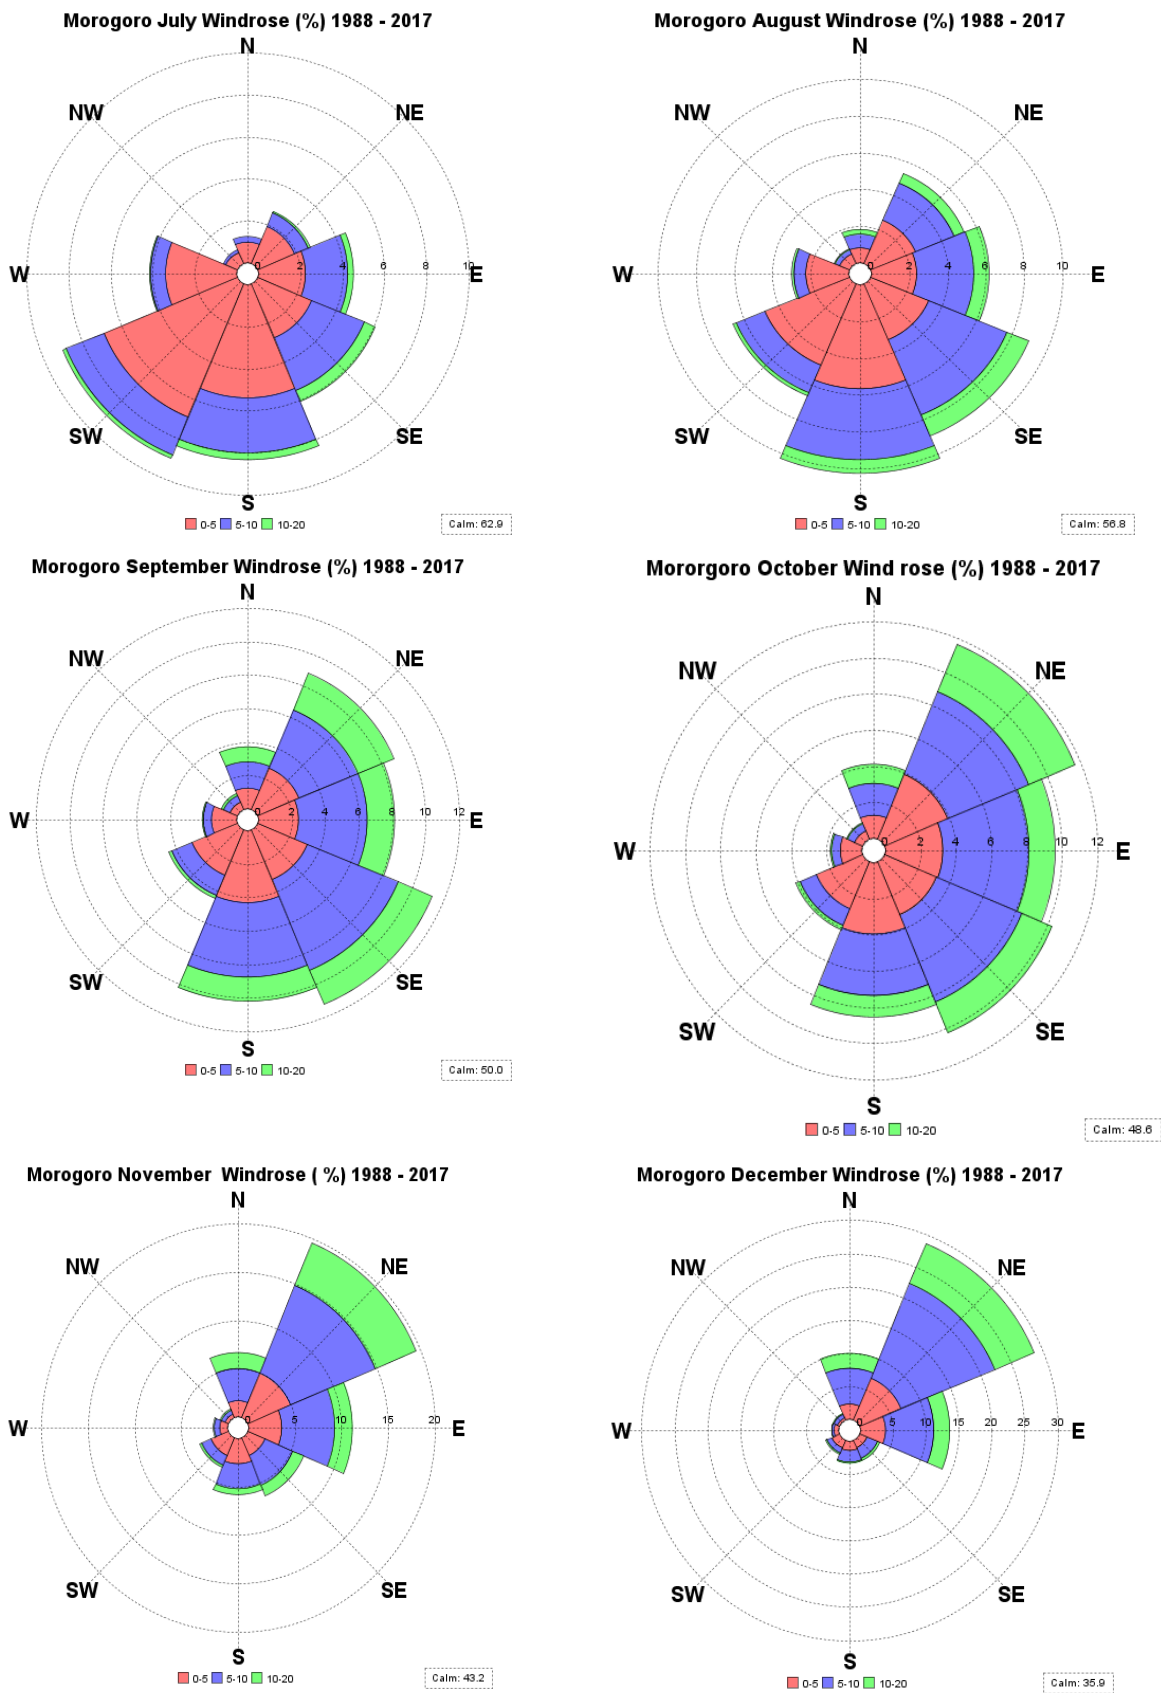 Morogoro July Windrose (%) 1988 - 2017
N
NW NE
W 0 2 4 6 8 10 E
SW SE
S
0-5 5-10 10-20
Calm: 62.9
Morogoro August Windrose (%) 1988 - 2017
N
NW NE
W 0 2 4 6 8 10 E
SW SE
S
0-5 5-10 10-20
Calm: 56.8
Morogoro September Windrose (%) 1988 - 2017
N
NW NE
W 0 2 4 6 8 10 12 E
SW SE
S
0-5 5-10 10-20
Calm: 50.0
Mororgoro October Wind rose (%) 1988 - 2017
N
NW NE
W 0 2 4 6 8 10 12 E
SW SE
S
0-5 5-10 10-20
Calm: 48.6
Morogoro November Windrose ( %) 1988 - 2017
N
NW NE
W 0 5 10 15 20 E
SW SE
S
0-5 5-10 10-20
Calm: 43.2
Morogoro December Windrose (%) 1988 - 2017
N
NW NE
W 0 5 10 15 20 25 30 E
SW SE
S
0-5 5-10 10-20
Calm: 35.9